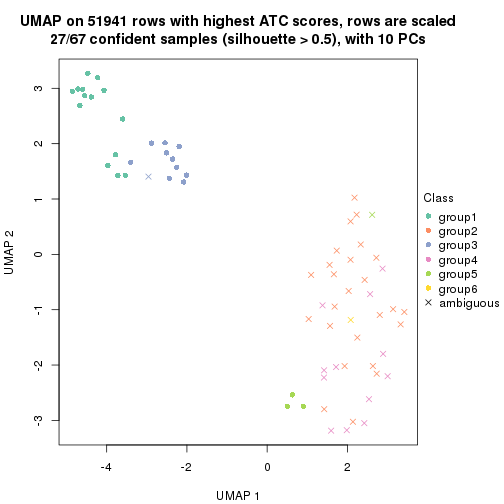 UMAP on 51941 rows with highest ATC scores, rows are scaled
27/67 confident samples (silhouette > 0.5), with 10 PCs
3
2
1
0
-1
-2
-3
UMAP 2
-4
-2
0
2
UMAP 1
Class
group1
group2
group3
group4
group5
group6
ambiguous